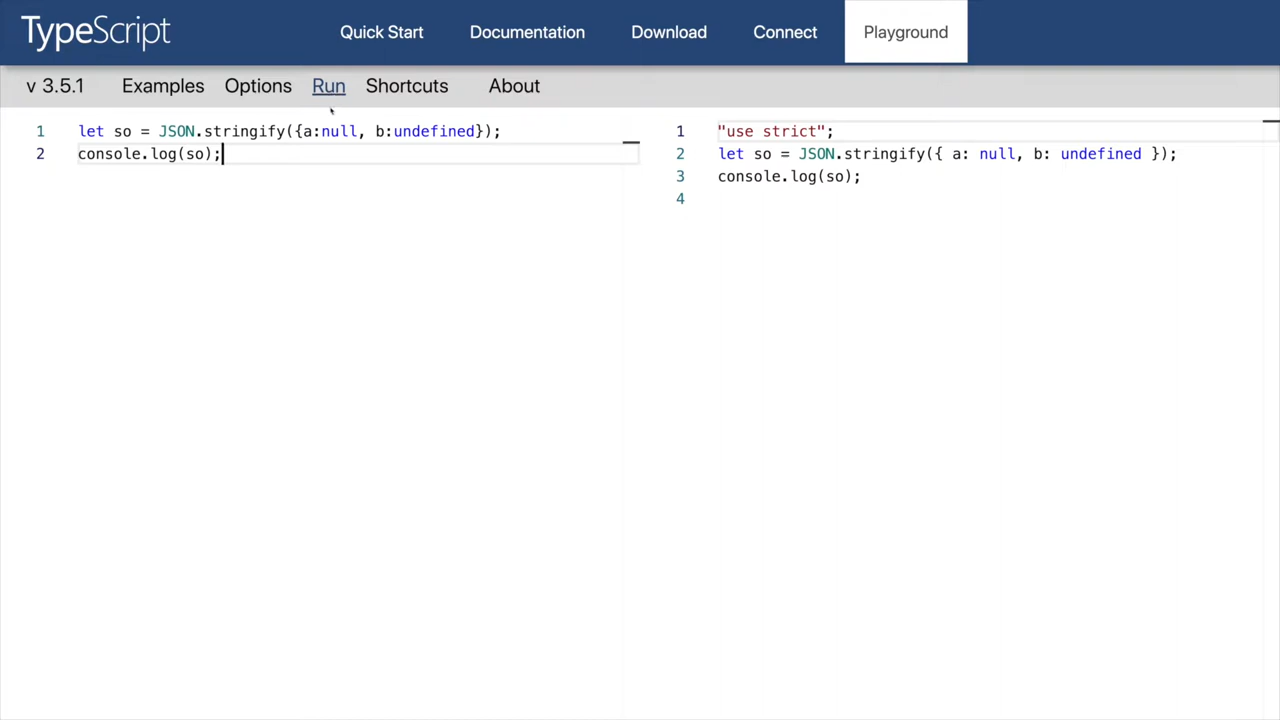 TypeScript Quick Start Documentation Download Connect Playground
v 3.5.1 Examples Options Run Shortcuts About
1 let so = JSON.stringify({a:null, b:undefined});
2 console.log(so);
1 "use strict";
2 let so = JSON.stringify({ a: null, b: undefined });
3 console.log(so);
4